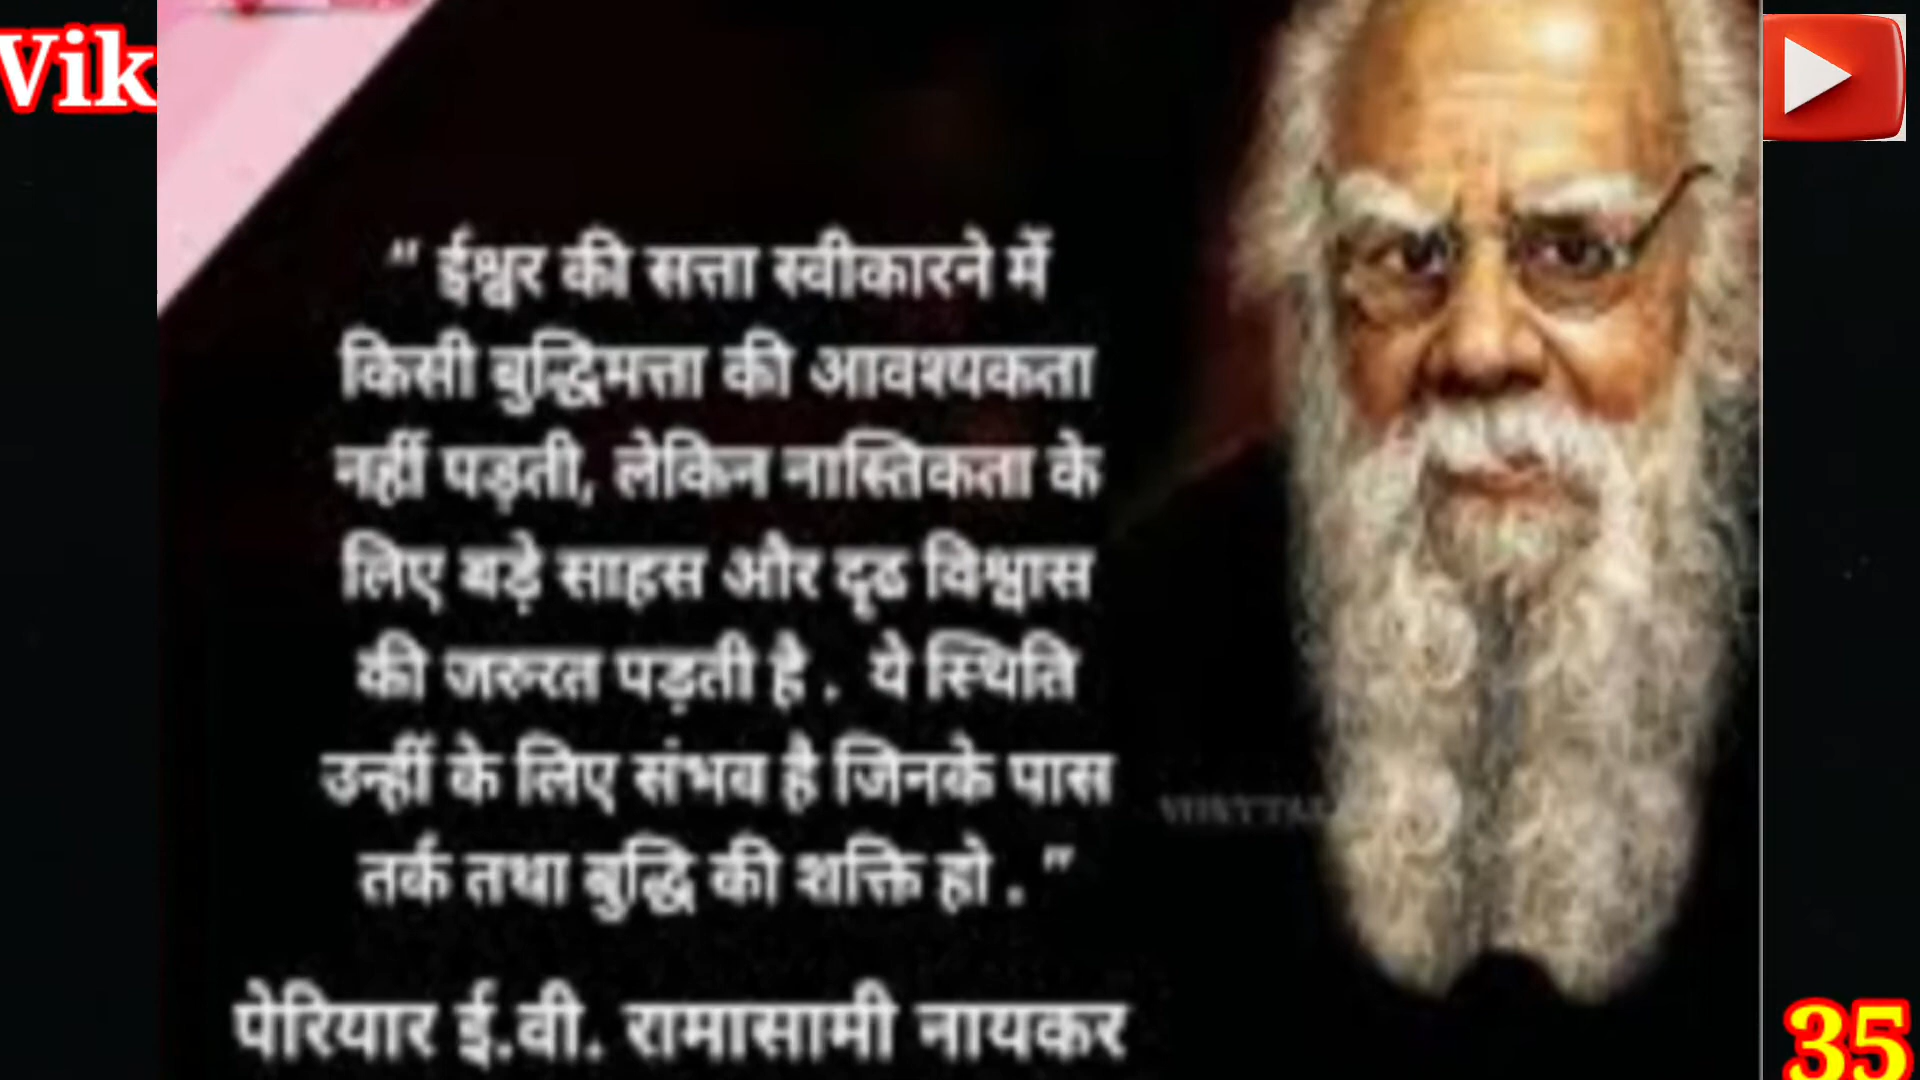 Vik
“ ईश्वर की सत्ता स्वीकारने में
किसी बुद्धिमत्ता की आवश्यकता
नहीं पड़ती, लेकिन नास्तिकता के
लिए बड़े साहस और दृढ विश्वास
की जरुरत पड़ती है . ये स्थिति
उन्हीं के लिए संभव है जिनके पास
तर्क तथा बुद्धि की शक्ति हो . ”
पेरियार ई.वी. रामासामी नायकर
35